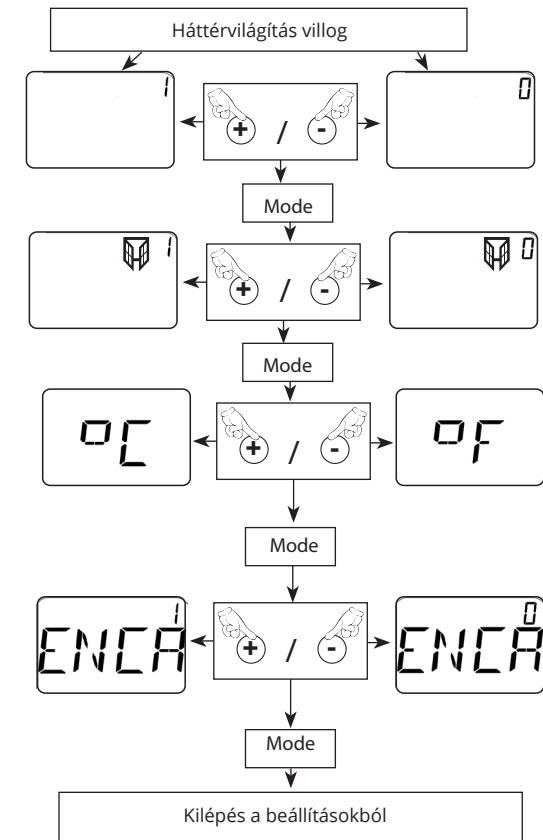 Háttérvilágítás villog
1
+ / -
0
Mode
1
+ / -
0
Mode
°C
+ / -
°F
Mode
1
ENCA
+ / -
0
ENCA
Mode
Kilépés a beállításokból